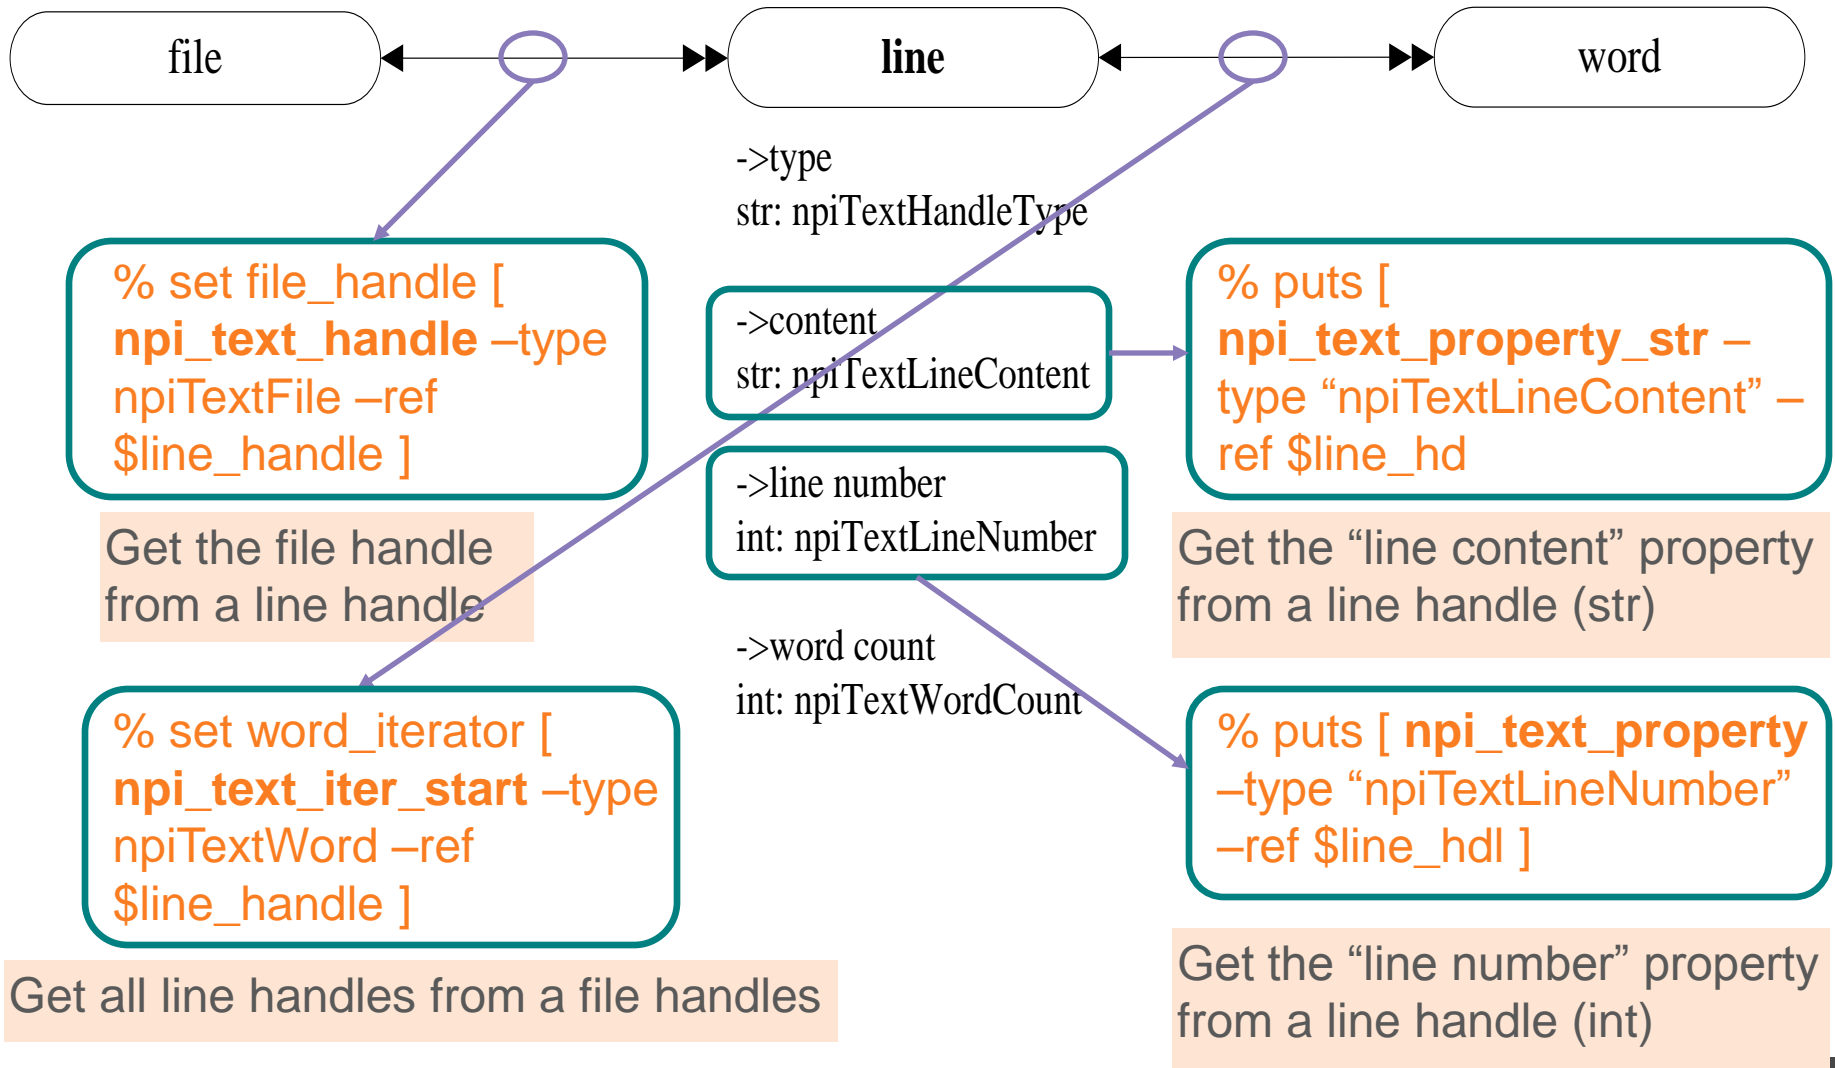 file
line
word
->type
str: npiTextHandleType
->content
str: npiTextLineContent
->line number
int: npiTextLineNumber
->word count
int: npiTextWordCount
% set file_handle [
npi_text_handle –type
npiTextFile –ref
$line_handle ]
Get the file handle
from a line handle
% set word_iterator [
npi_text_iter_start –type
npiTextWord –ref
$line_handle ]
Get all line handles from a file handles
% puts [
npi_text_property_str –
type “npiTextLineContent” –
ref $line_hd
Get the “line content” property
from a line handle (str)
% puts [ npi_text_property
–type “npiTextLineNumber”
–ref $line_hdl ]
Get the “line number” property
from a line handle (int)